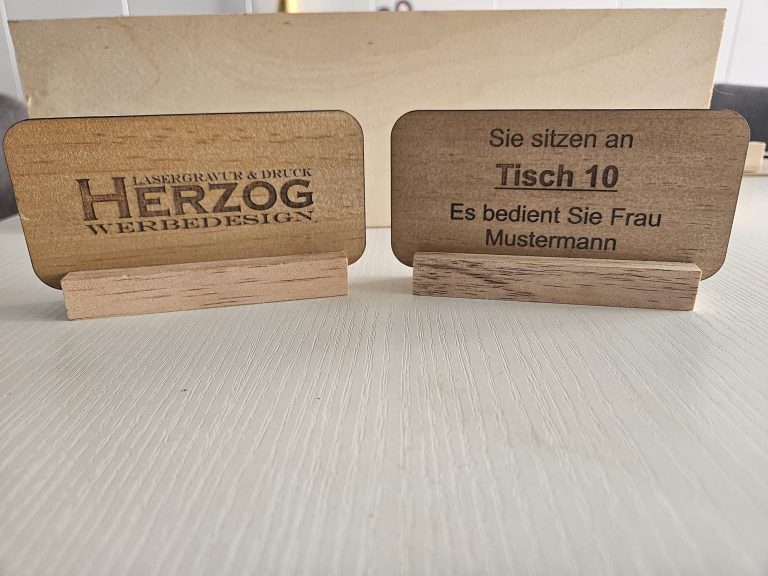 LASERGRAVUR & DRUCK
HERZOG
WERBEDESIGN
Sie sitzen an
Tisch 10
Es bedient Sie Frau
Mustermann